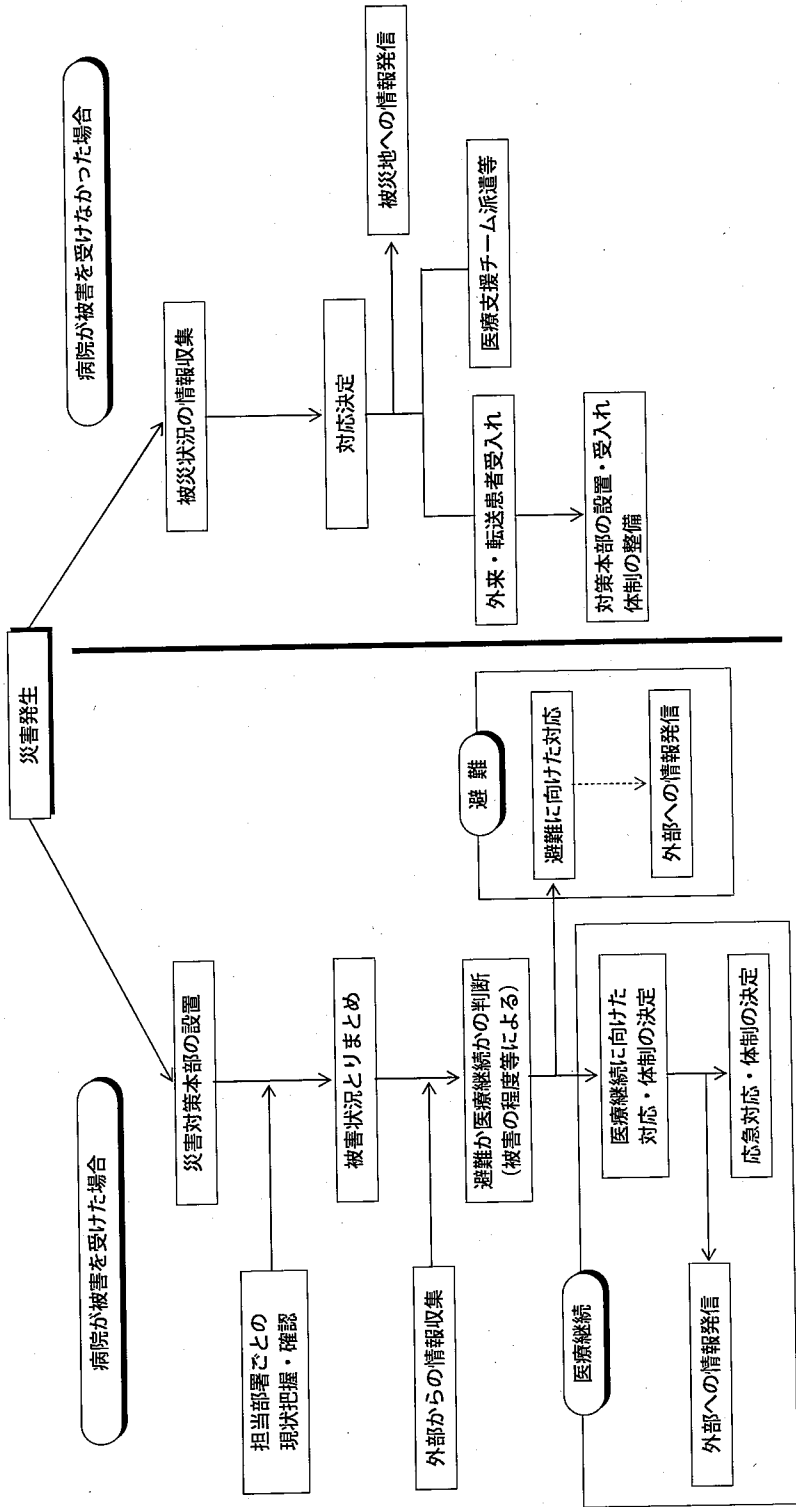 災害発生
病院が被害を受けた場合
災害対策本部の設置
担当部署ごとの
現状把握・確認
被害状況とりまとめ
外部からの情報収集
避難か医療継続かの判断
(被害の程度等による)
避 難
避難に向けた対応
外部への情報発信
医療継続
医療継続に向けた
対応・体制の決定
外部への情報発信
応急対応・体制の決定
病院が被害を受けなかった場合
被災状況の情報収集
対応決定
被災地への情報発信
外来・転送患者受入れ
医療支援チーム派遣等
対策本部の設置・受入れ
体制の整備